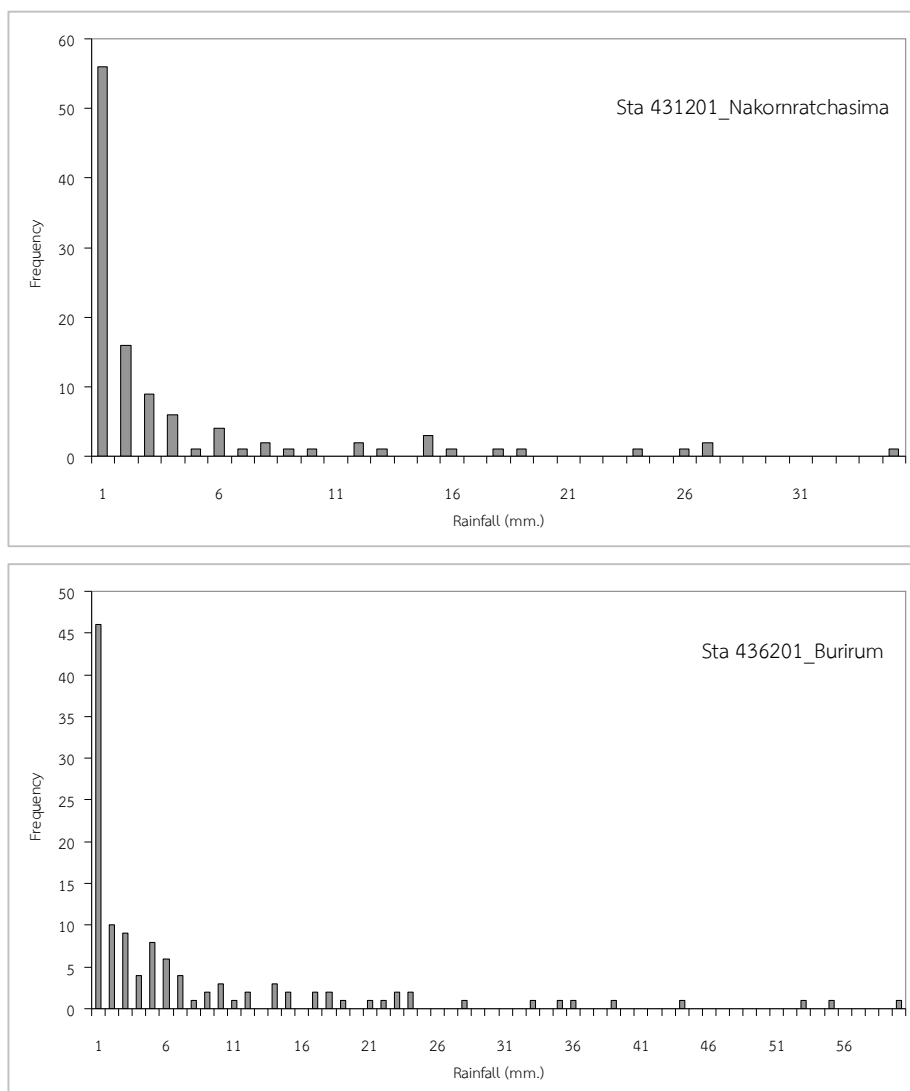 60
50
40
30
20
10
0
Frequency
Sta 431201_Nakornratchasima
1 6 11 16 21 26 31
Rainfall (mm.)
50
45
40
35
30
25
20
15
10
5
0
Frequency
Sta 436201_Burirum
1 6 11 16 21 26 31 36 41 46 51 56
Rainfall (mm.)